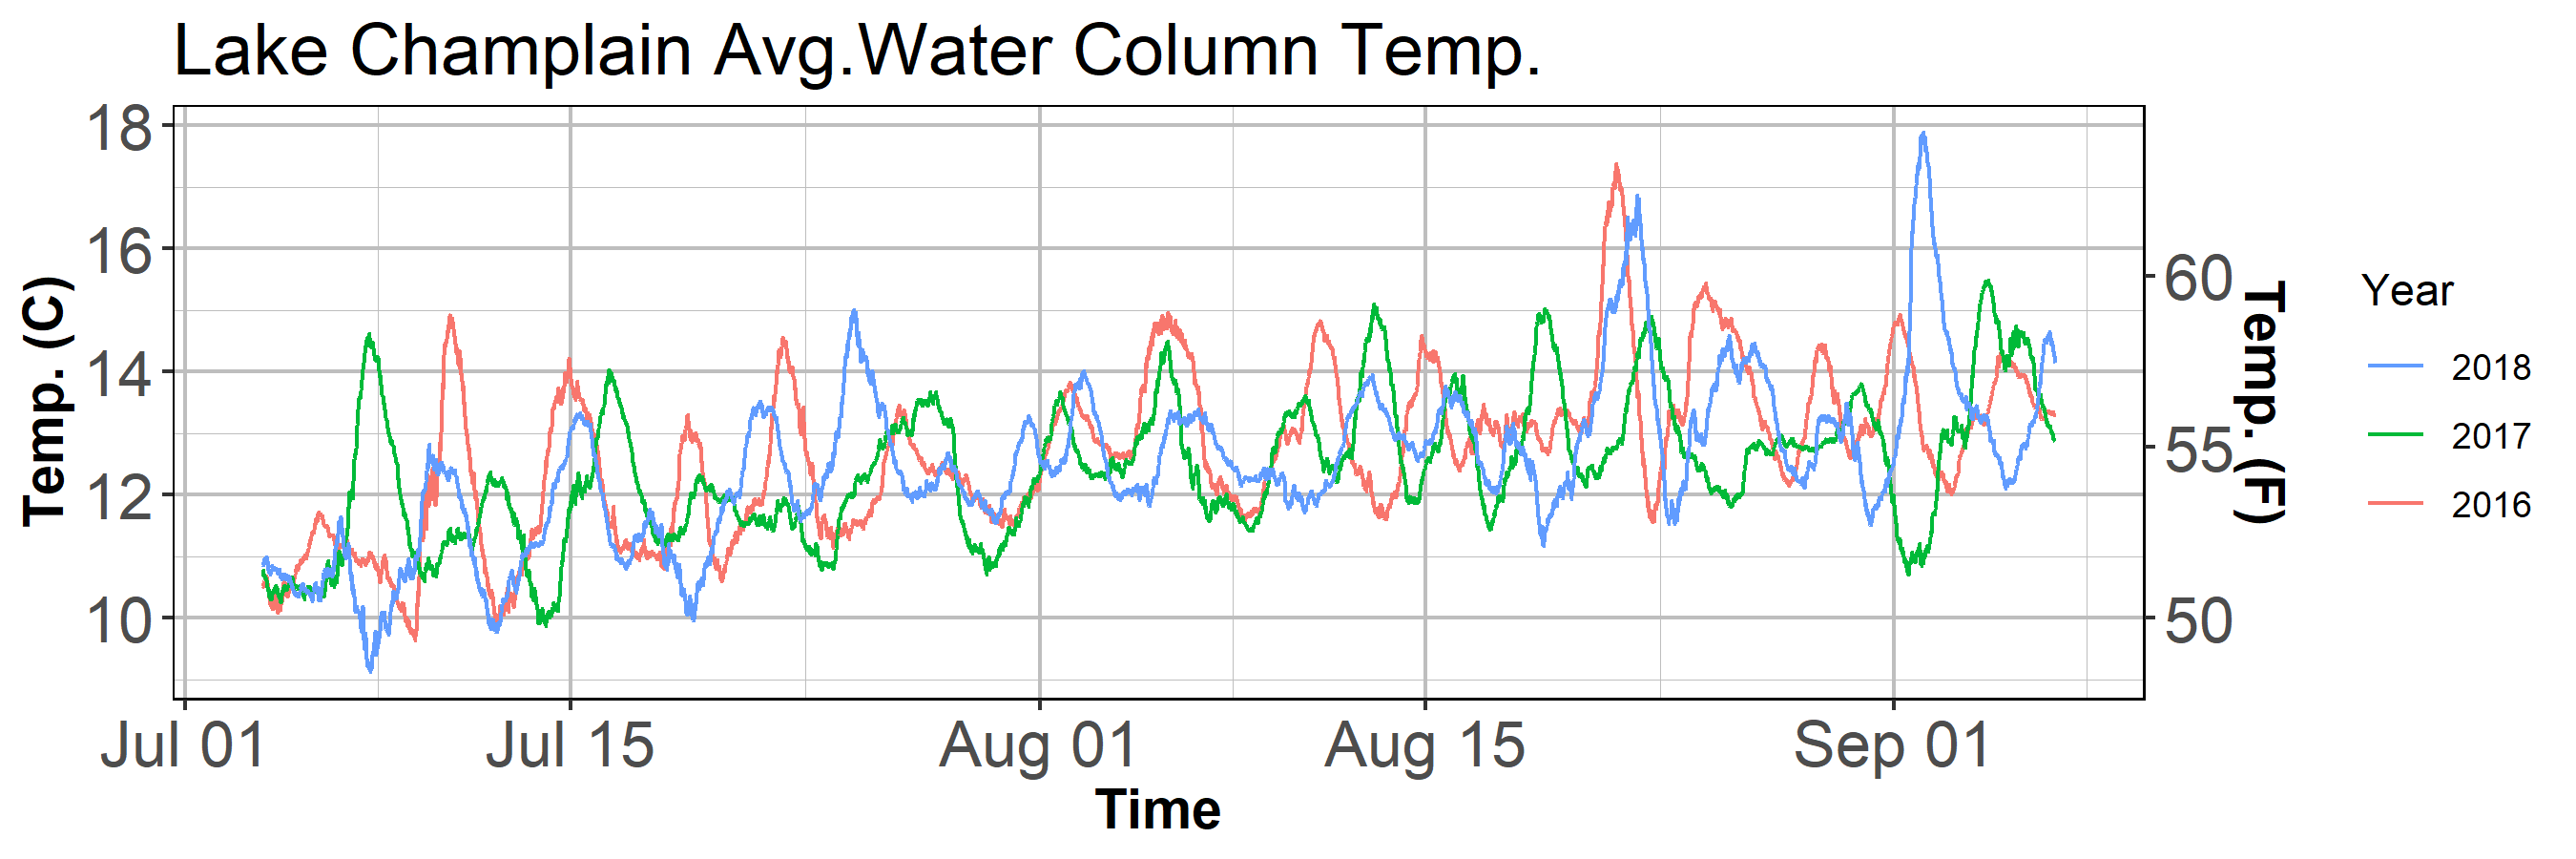 Lake Champlain Avg.Water Column Temp.
18
16
14
12
10
Temp. (C)
60
55
50
Temp. (F)
Jul 01
Jul 15
Aug 01
Aug 15
Sep 01
Time
Year
2018
2017
2016